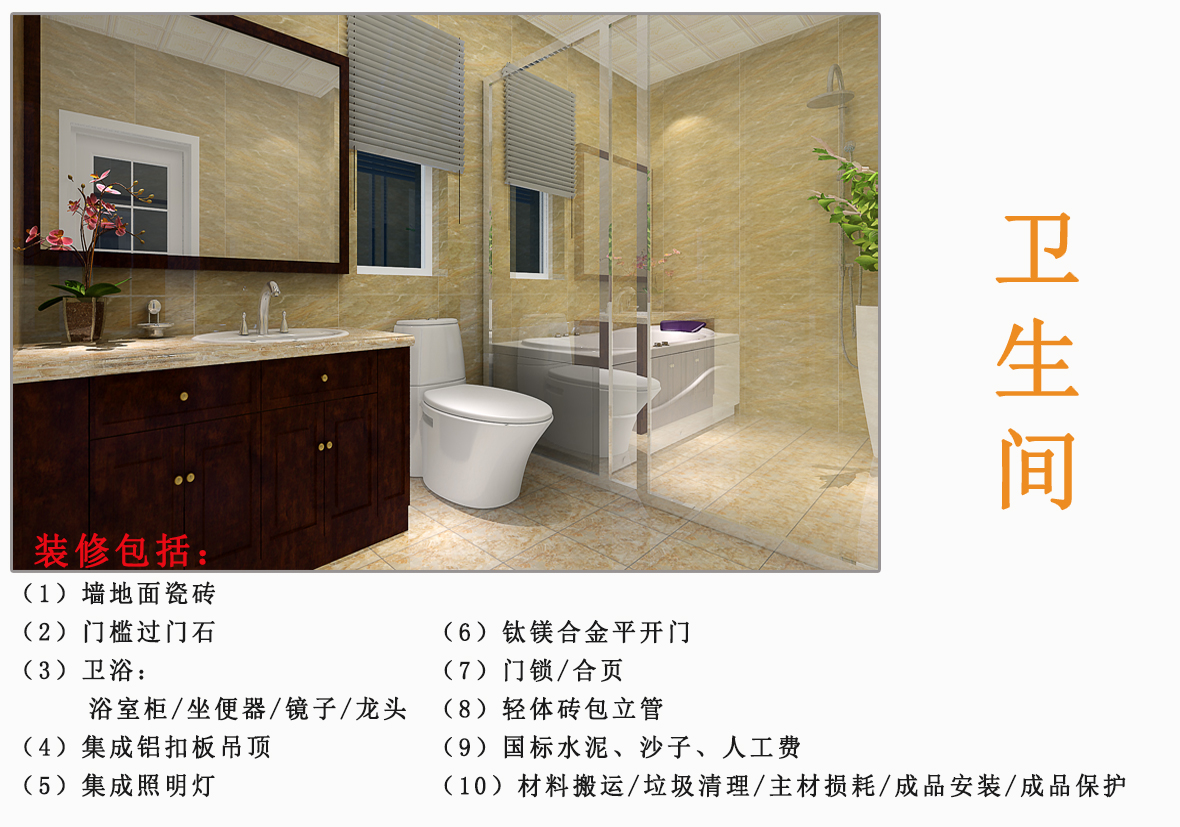 卫生间
装修包括：
（1）墙地面瓷砖
（2）门槛过门石
（3）卫浴：
浴室柜/坐便器/镜子/龙头
（4）集成铝扣板吊顶
（5）集成照明灯
（6）钛镁合金平开门
（7）门锁/合页
（8）轻体砖包立管
（9）国标水泥、沙子、人工费
（10）材料搬运/垃圾清理/主材损耗/成品安装/成品保护